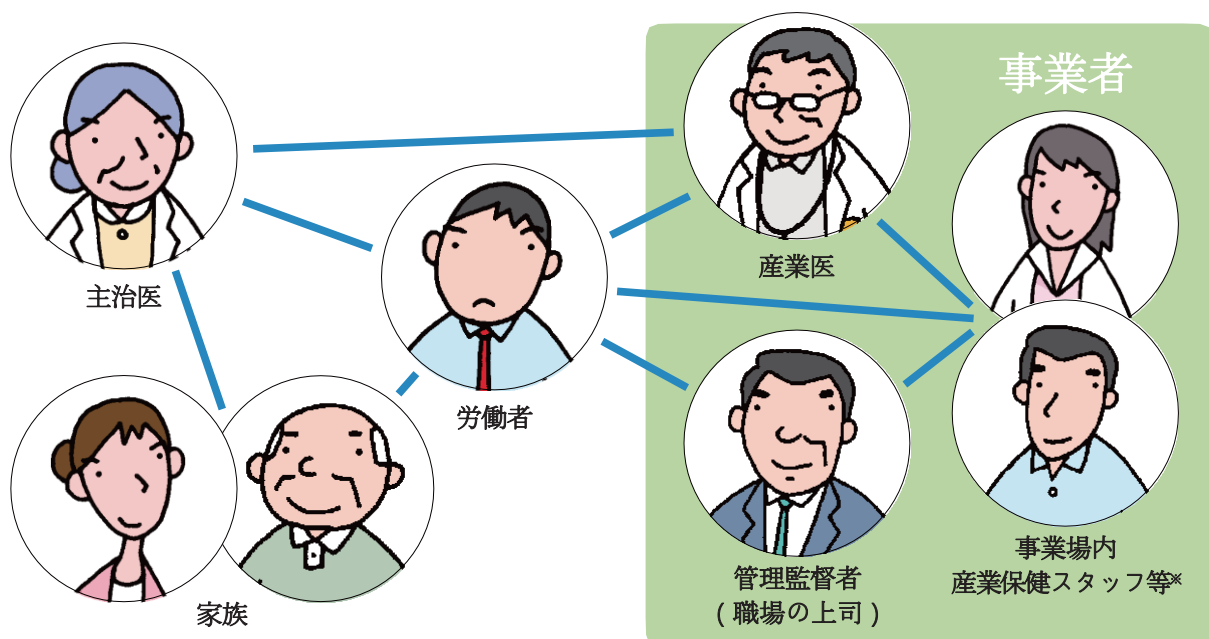 事業者
主治医
産業医
労働者
家族
管理監督者
(職場の上司)
事業場内
産業保健スタッフ等※